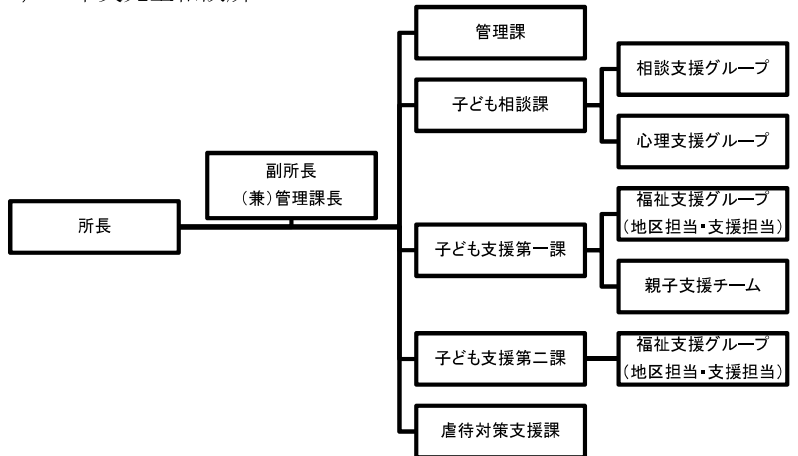 管理課
相談支援グループ
子ども相談課
心理支援グループ
副所長
(兼)管理課長
所長
福祉支援グループ
(地区担当・支援担当)
子ども支援第一課
親子支援チーム
子ども支援第二課
福祉支援グループ
(地区担当・支援担当)
虐待対策支援課